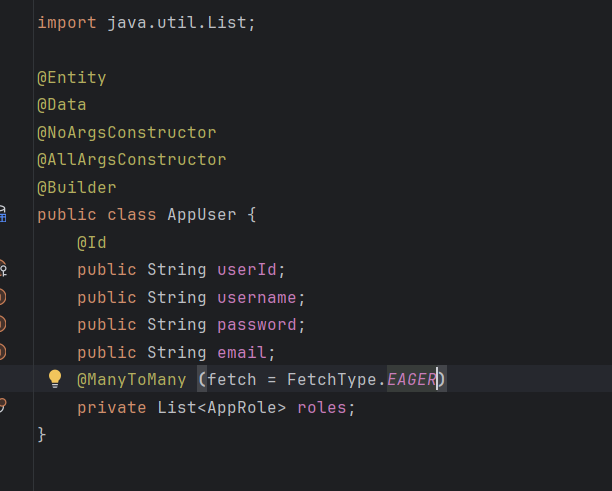 import java.util.List;
@Entity
@Data
@NoArgsConstructor
@AllArgsConstructor
@Builder
public class AppUser {
@Id
public String userId;
public String username;
public String password;
public String email;
@ManyToMany (fetch = FetchType.EAGER)
private List<AppRole> roles;
}